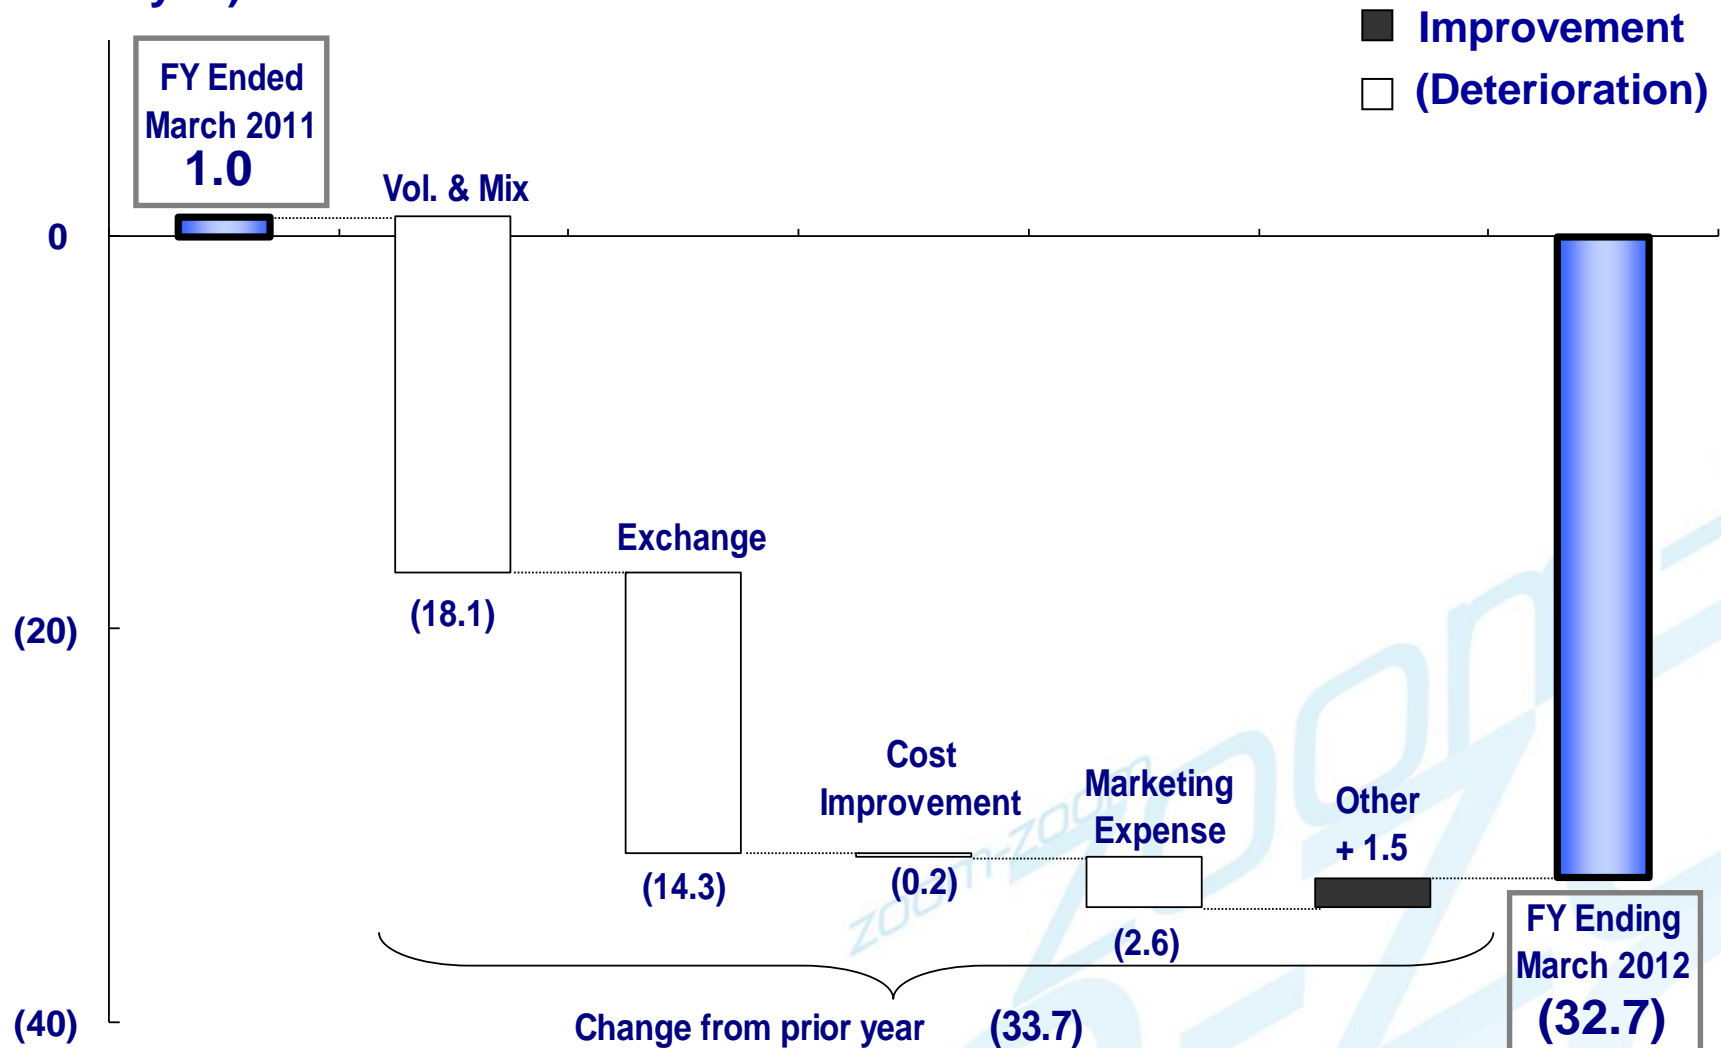 Improvement
(Deterioration)
FY Ended
March 2011
1.0
Vol. & Mix
0
Exchange
(18.1)
(20)
Cost
Improvement
Marketing
Expense
Other
+ 1.5
(14.3)
(0.2)
(2.6)
FY Ending
March 2012
(32.7)
(40)
Change from prior year (33.7)
zoom-zoom